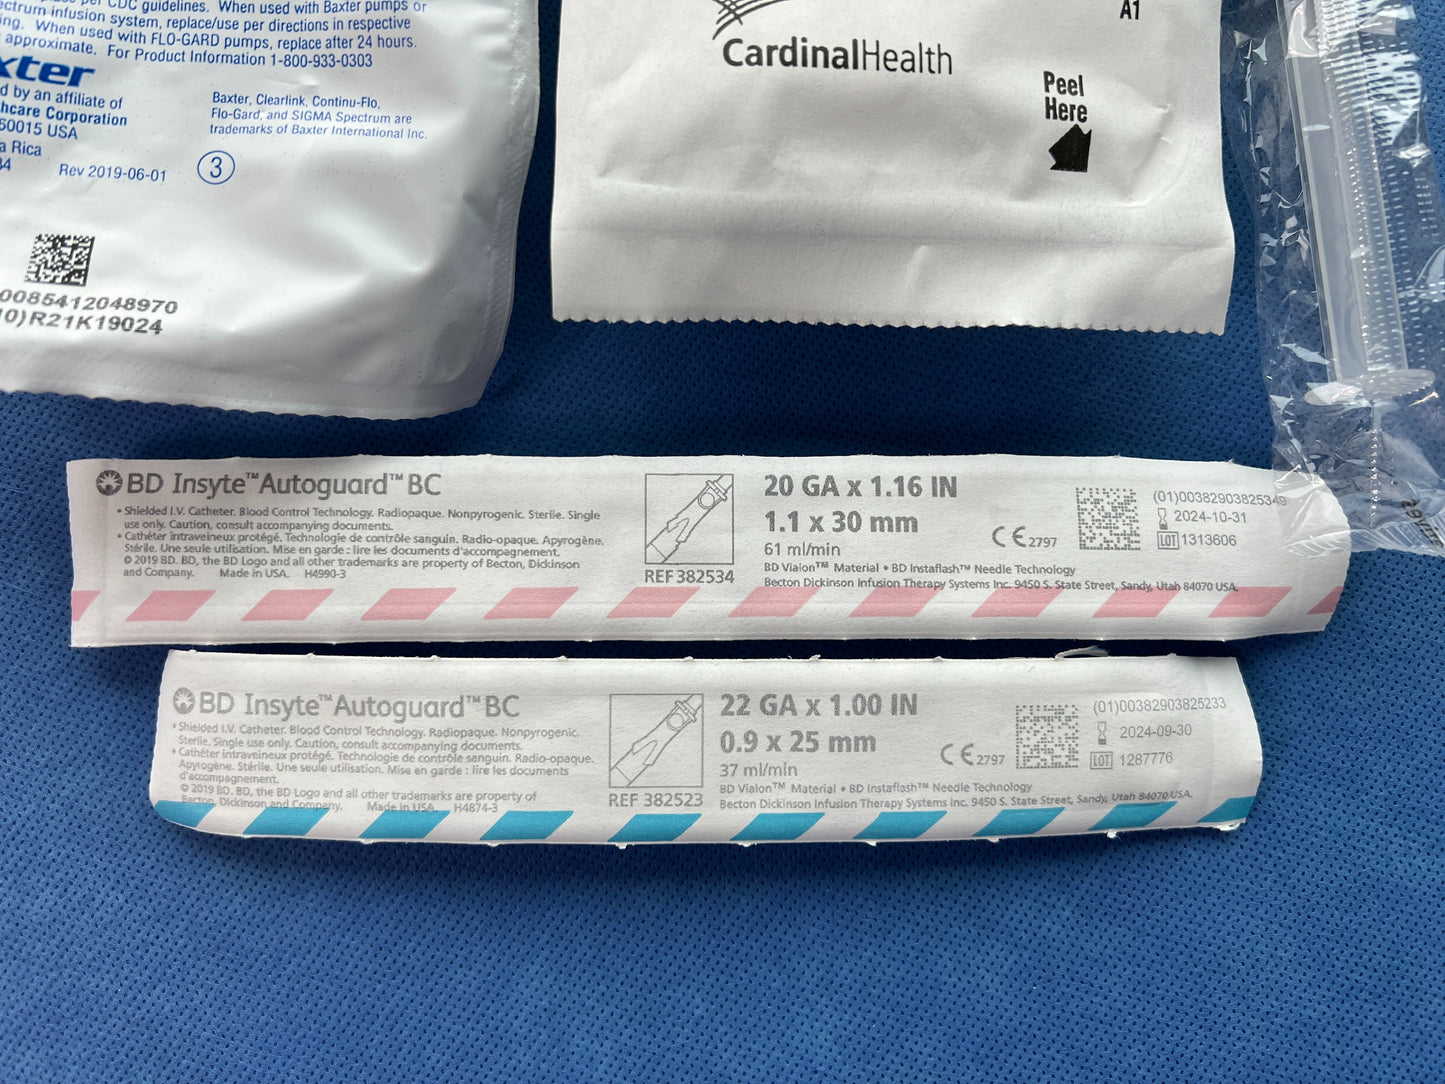 per CDC guidelines. When used with Baxter pumps or
ectrum infusion system, replace/use per directions in respective
ing. When used with FLO-GARD pumps, replace after 24 hours.
approximate. For Product Information 1-800-933-0303
xter
d by an affiliate of
hcare Corporation
60015 USA
a Rica
34
Rev 2019-06-01
Baxter, Clearlink, Continu-Flo,
Flo-Gard, and SIGMA Spectrum are
trademarks of Baxter International Inc.
3
0085412048970
10)R21K19024
CardinalHealth
A1
Peel
Here
BD Insyte™ Autoguard™ BC
• Shielded I.V. Catheter. Blood Control Technology. Radiopaque. Nonpyrogenic. Sterile. Single
use only. Caution, consult accompanying documents.
• Cathéter intraveineux protégé. Technologie de contrôle sanguin. Radio-opaque. Apyrogène.
Stérile. Une seule utilisation. Mise en garde : lire les documents d'accompagnement.
© 2019 BD. BD, the BD Logo and all other trademarks are property of Becton, Dickinson
and Company. Made in USA. H4990-3
REF 382534
20 GA x 1.16 IN
1.1 x 30 mm
61 ml/min
BD Vialon™ Material • BD Instaflash™ Needle Technology
Becton Dickinson Infusion Therapy Systems Inc. 9450 S. State Street, Sandy, Utah 84070 USA.
CE 2797
(01)00382903825349
2024-10-31
LOT 1313606
BD Insyte™ Autoguard™ BC
• Shielded I.V. Catheter. Blood Control Technology. Radiopaque. Nonpyrogenic.
Sterile. Single use only. Caution, consult accompanying documents.
• Cathéter intraveineux protégé. Technologie de contrôle sanguin. Radio-opaque.
Apyrogène. Stérile. Une seule utilisation. Mise en garde : lire les documents
d'accompagnement.
© 2019 BD. BD, the BD Logo and all other trademarks are property of
Becton, Dickinson and Company. Made in USA. H4874-3
REF 382523
22 GA x 1.00 IN
0.9 x 25 mm
37 ml/min
BD Vialon™ Material • BD Instaflash™ Needle Technology
Becton Dickinson Infusion Therapy Systems Inc. 9450 S. State Street, Sandy, Utah 84070 USA.
CE 2797
(01)00382903825233
2024-09-30
LOT 1287776